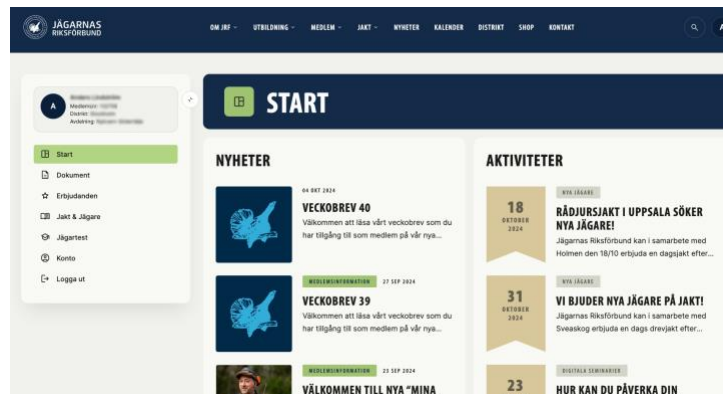 JÄGARNAS
RIKSFÖRBUND
OM JRF
UTBILDNING
MEDLEM
JAKT
NYHETER
KALENDER
DISTRIKT
SHOP
KONTAKT
A
Medlemsnr:
Distrikt:
Avdelning:
Start
Dokument
Erbjudanden
Jakt & Jägare
Jägartest
Konto
Logga ut
START
NYHETER
04 OKT 2024
VECKOBREV 40
Välkommen att läsa vårt veckobrev som du
har tillgång till som medlem på vår nya...
MEDLEMSINFORMATION 27 SEP 2024
VECKOBREV 39
Välkommen att läsa vårt veckobrev som du
har tillgång till som medlem på vår nya...
MEDLEMSINFORMATION 23 SEP 2024
VÄLKOMMEN TILL NYA "MINA
AKTIVITETER
18
OKTOBER
2024
NYA JÄGARE
RÅDJURSJAKT I UPPSALA SÖKER
NYA JÄGARE!
Jägarnas Riksförbund kan i samarbete med
Holmen den 18/10 erbjuda en dagsjakt efter...
31
OKTOBER
2024
NYA JÄGARE
VI BJUDER NYA JÄGARE PÅ JAKT!
Jägarnas Riksförbund kan i samarbete med
Sveaskog erbjuda en dags drevjakt efter...
23
DIGITALA SEMINARIER
HUR KAN DU PÅVERKA DIN